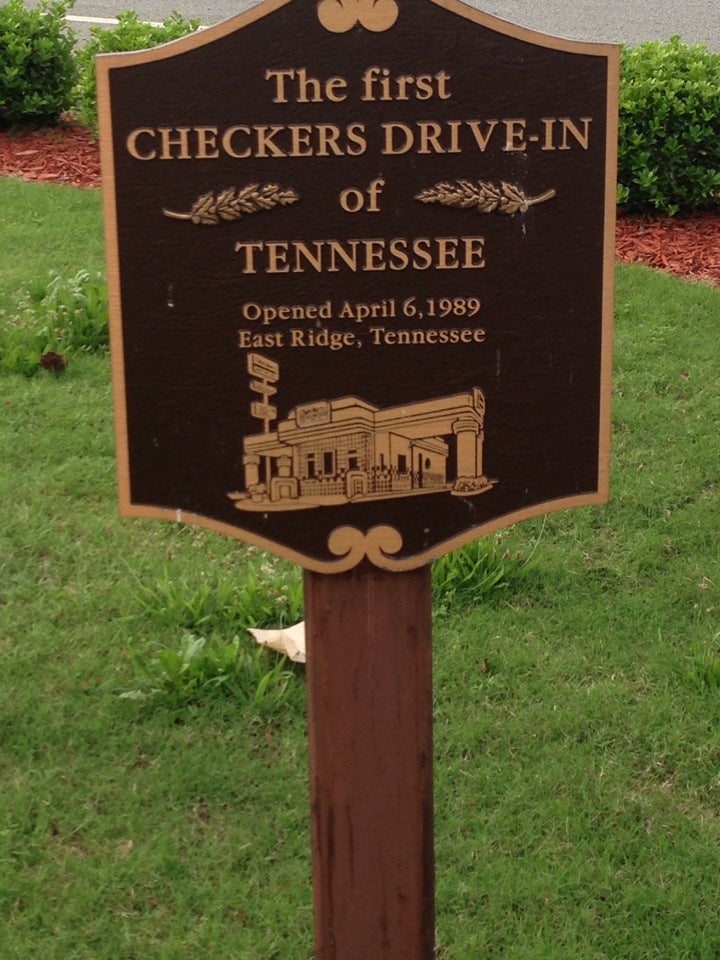 The first
CHECKERS DRIVE-IN
of
TENNESSEE
Opened April 6, 1989
East Ridge, Tennessee